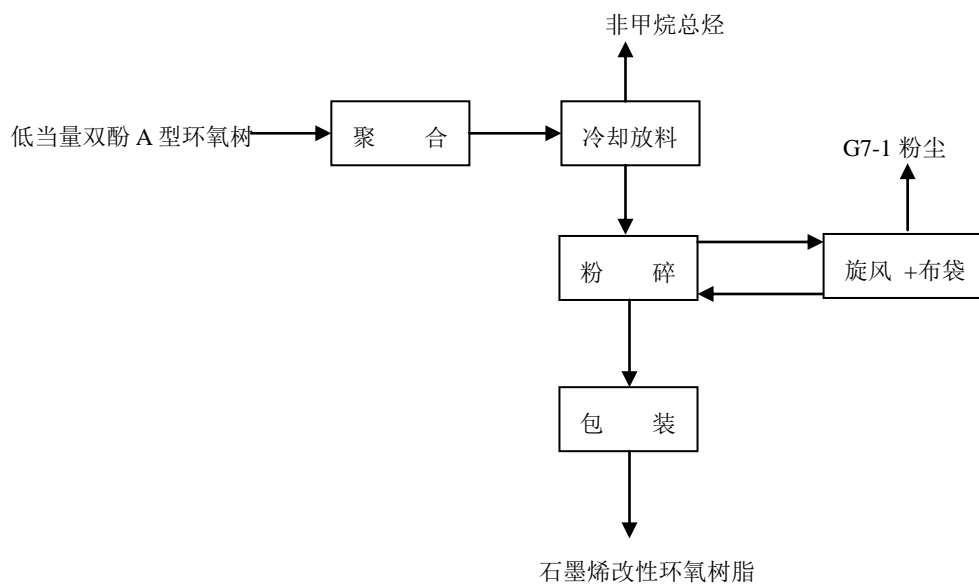 非甲烷总烃
低当量双酚 A 型环氧树
聚 合
冷却放料
G7-1 粉尘
粉 碎
旋风 +布袋
包 装
石墨烯改性环氧树脂